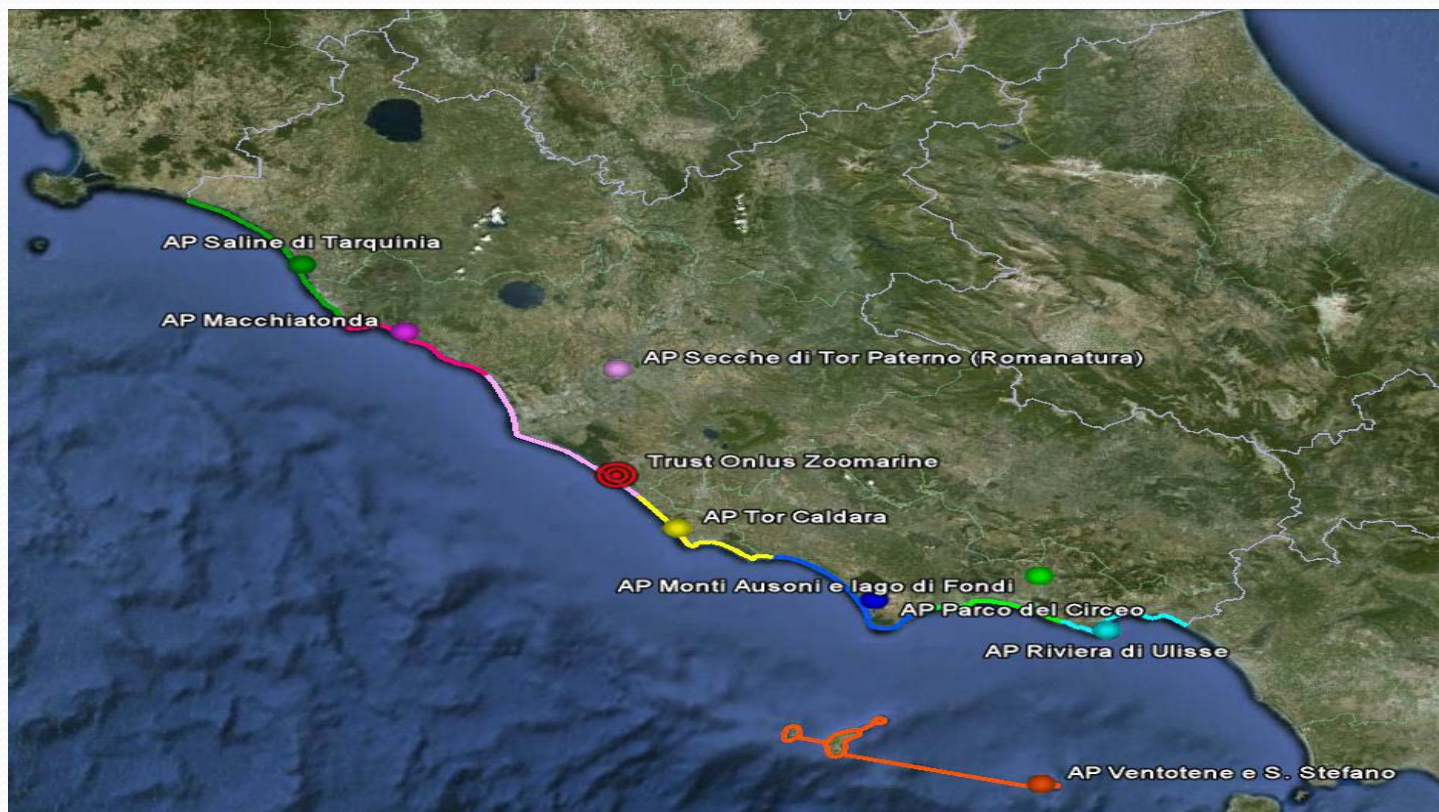 AP Saline di Tarquinia
AP Macchiatonda
AP Secche di Tor Paterno (Romanatura)
Trust Onlus Zoomarine
AP Tor Caldara
AP Monti Ausoni e lago di Fondi
AP Parco del Circeo
AP Riviera di Ulisse
AP Ventotene e S. Stefano